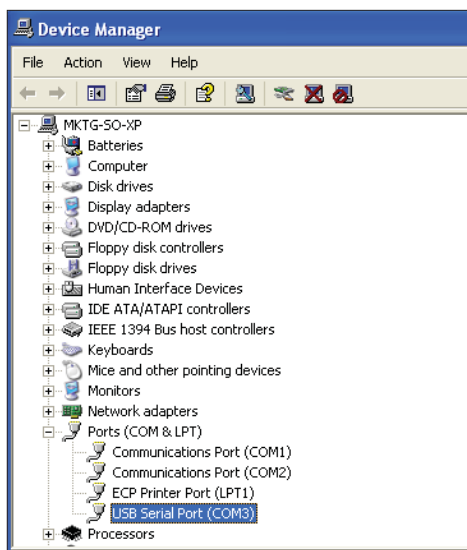 Device Manager
File Action View Help
MKTG-SO-XP
Batteries
Computer
Disk drives
Display adapters
DVD/CD-ROM drives
Floppy disk controllers
Floppy disk drives
Human Interface Devices
IDE ATA/ATAPI controllers
IEEE 1394 Bus host controllers
Keyboards
Mice and other pointing devices
Monitors
Network adapters
Ports (COM & LPT)
Communications Port (COM1)
Communications Port (COM2)
ECP Printer Port (LPT1)
USB Serial Port (COM3)
Processors